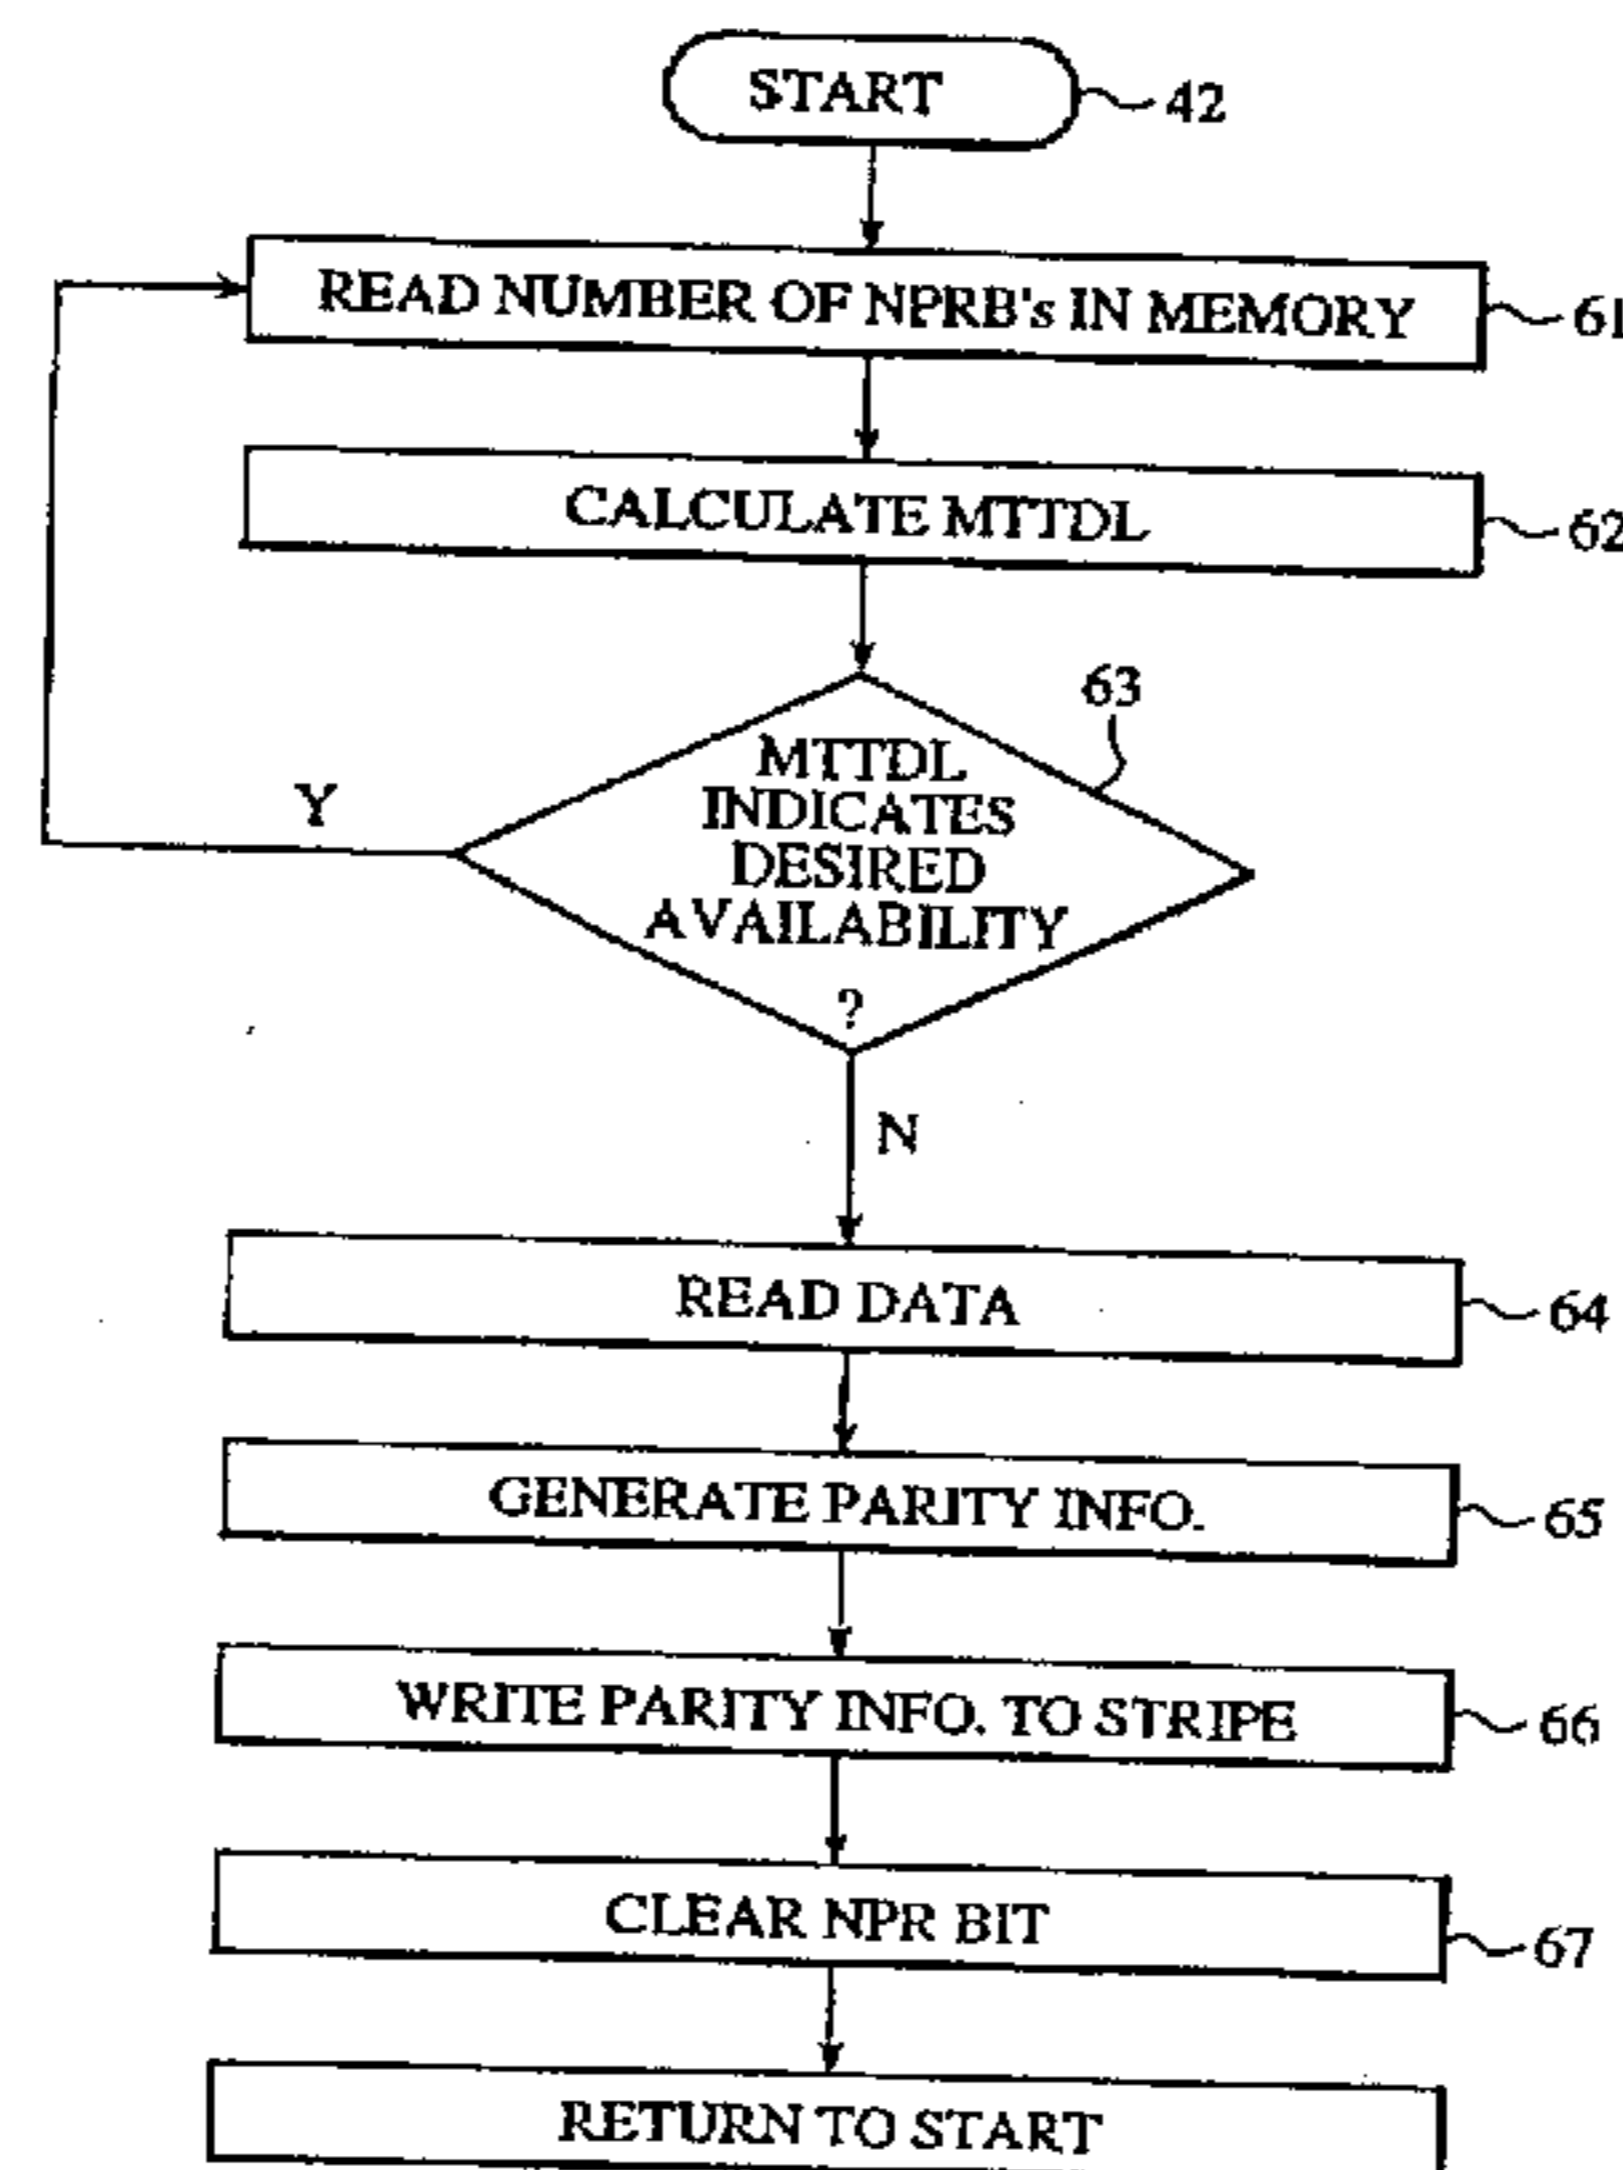 START
42
READ NUMBER OF NPRB's IN MEMORY
61
CALCULATE MTTDL
62
63
MTTDL
INDICATES
DESIRED
AVAILABILITY
?
Y
N
READ DATA
64
GENERATE PARITY INFO.
65
WRITE PARITY INFO. TO STRIPE
66
CLEAR NPR BIT
67
RETURN TO START